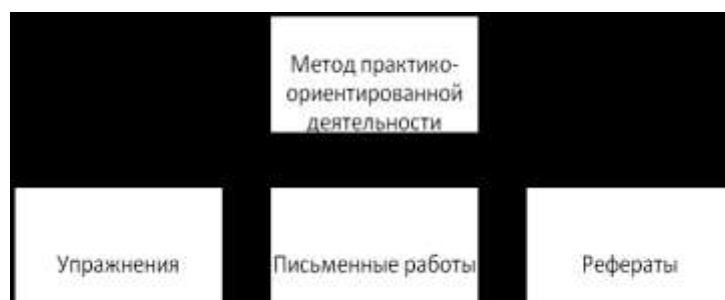 Метод практико-
ориентированной
деятельности
Упражнения
Письменные работы
Рефераты